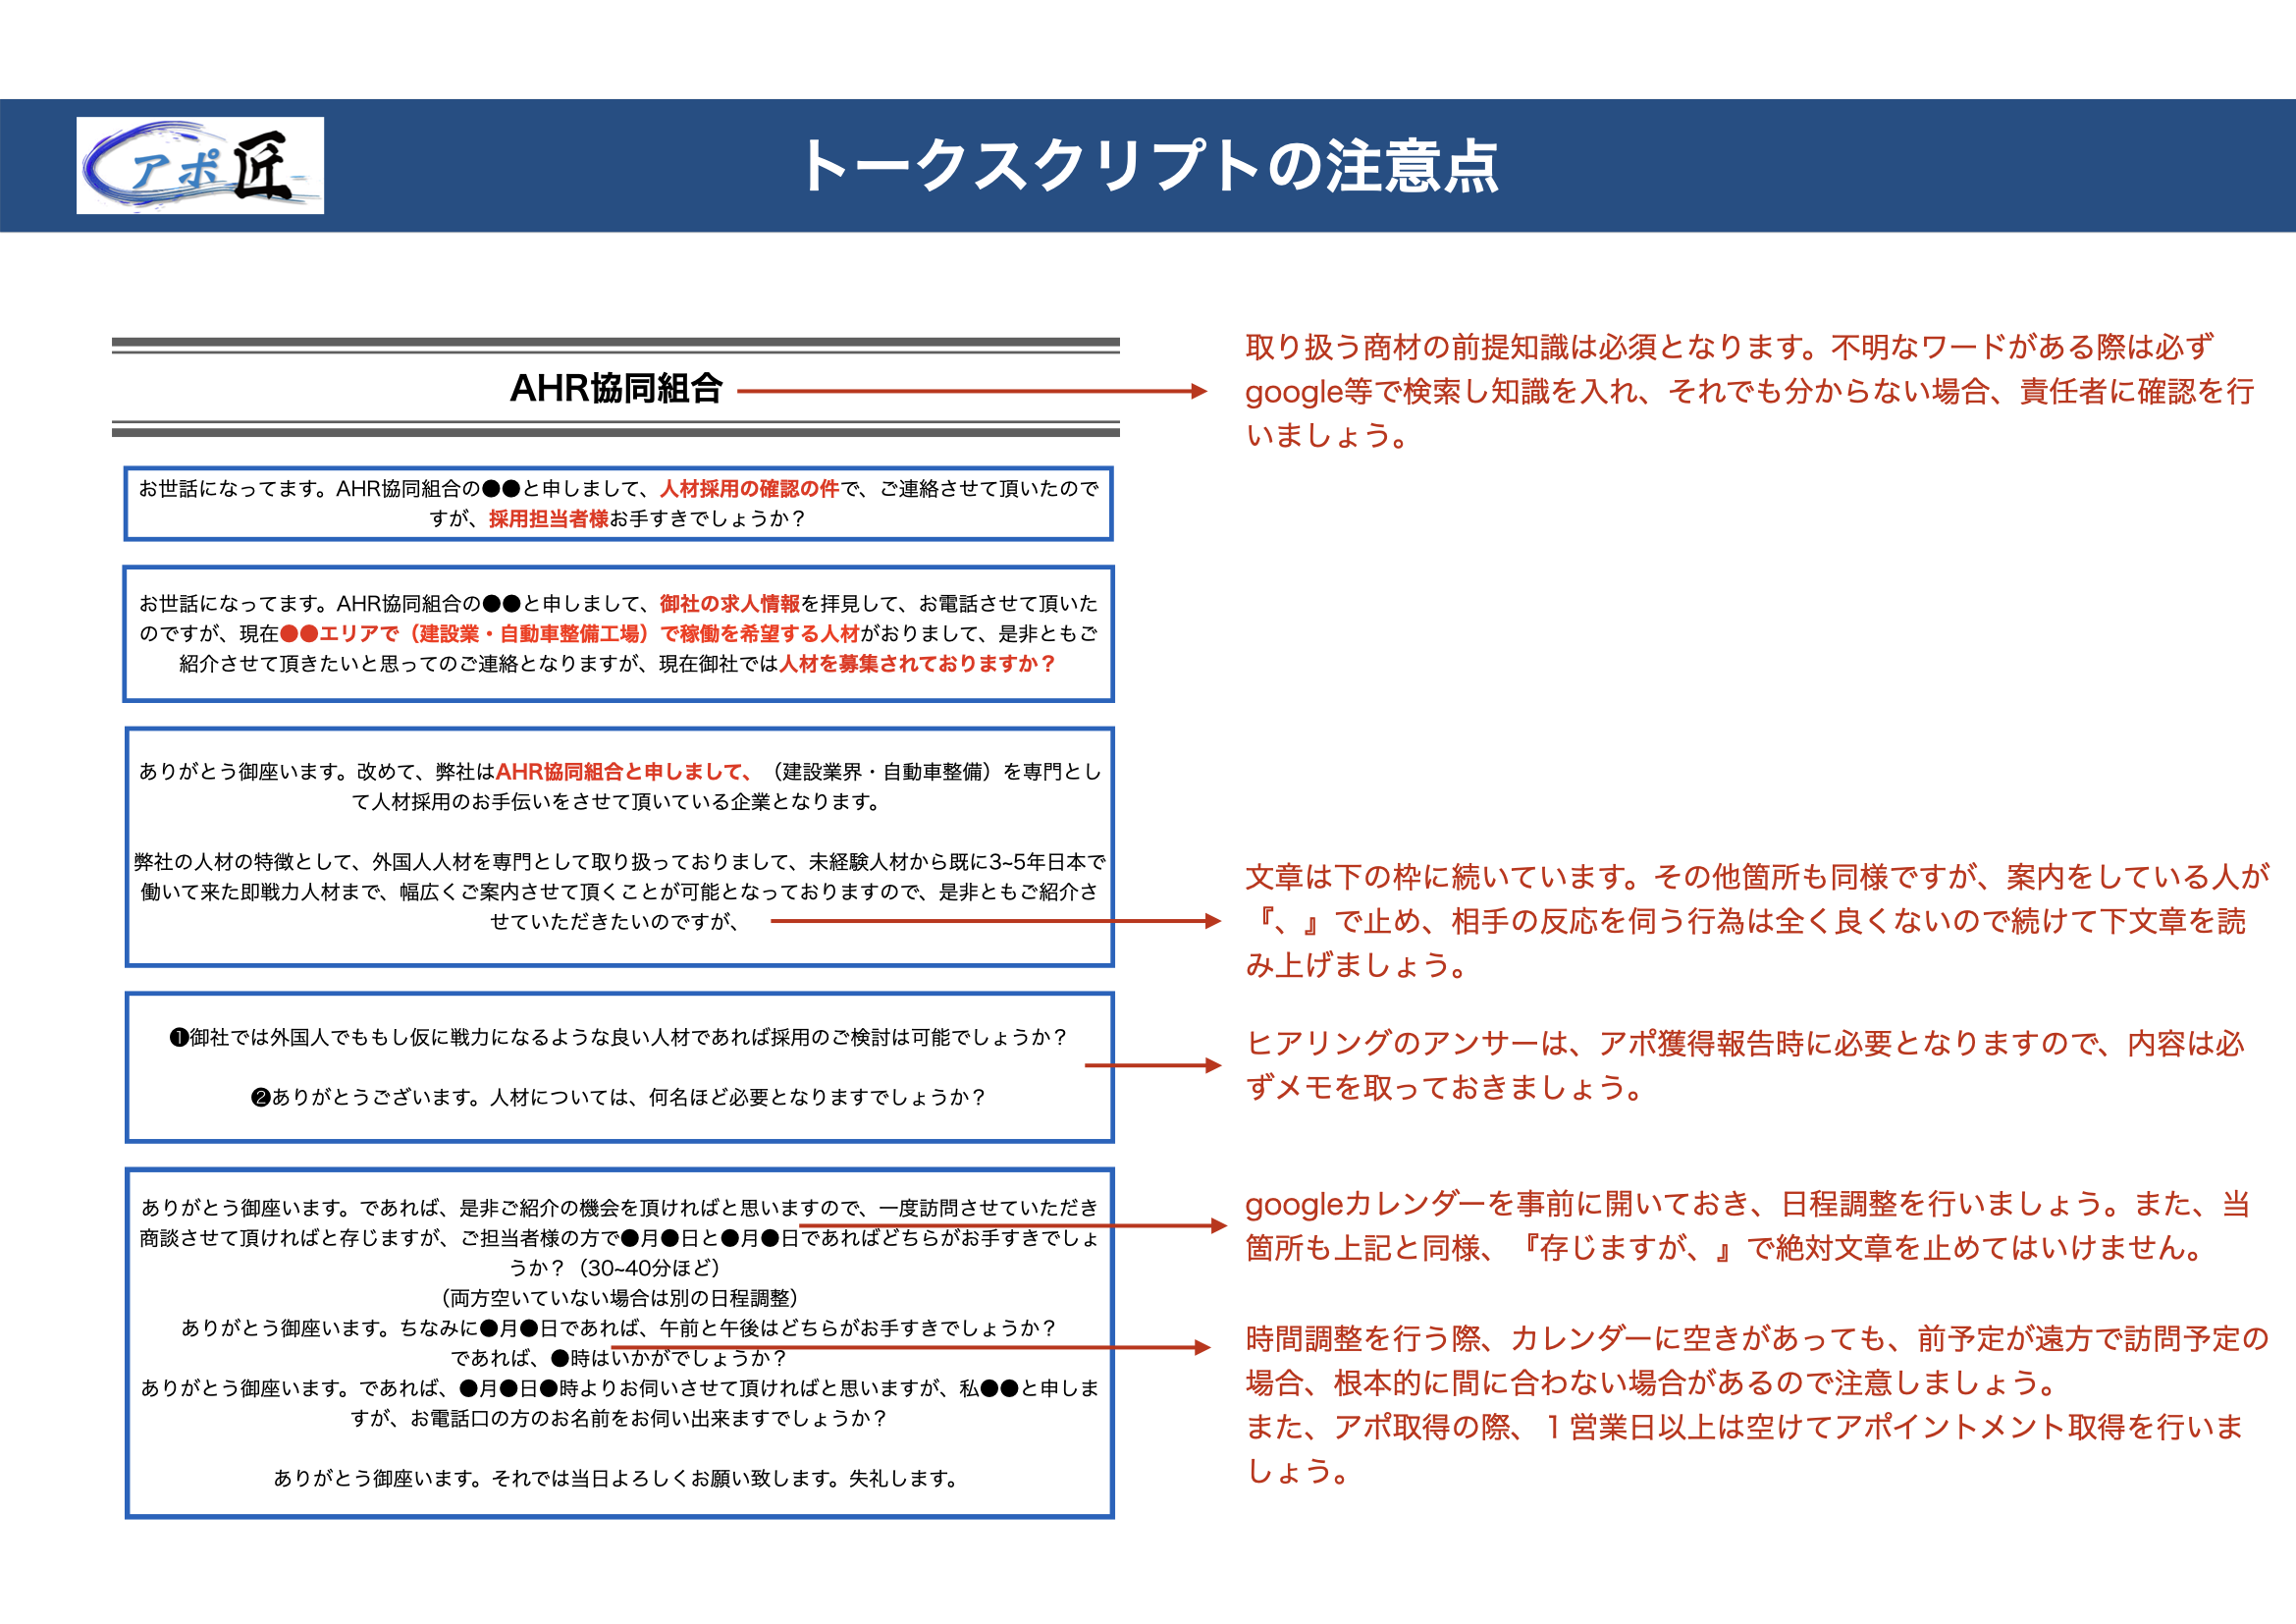 アポ匠
トークスクリプトの注意点
AHR協同組合
取り扱う商材の前提知識は必須となります。不明なワードがある際は必ず
google等で検索し知識を入れ、それでも分からない場合、責任者に確認を行
いましょう。
お世話になってます。AHR協同組合の●●と申しまして、人材採用の確認の件で、ご連絡させて頂いたので
すが、採用担当者様お手すきでしょうか？
お世話になってます。AHR協同組合の●●と申しまして、御社の求人情報を拝見して、お電話させて頂いた
のですが、現在●●エリアで（建設業・自動車整備工場）で稼働を希望する人材がおりまして、是非ともご
紹介させて頂きたいと思ってのご連絡となりますが、現在御社では人材を募集されておりますか？
ありがとう御座います。改めて、弊社はAHR協同組合と申しまして、（建設業界・自動車整備）を専門とし
て人材採用のお手伝いをさせて頂いている企業となります。
弊社の人材の特徴として、外国人人材を専門として取り扱っておりまして、未経験人材から既に3~5年日本で
働いて来た即戦力人材まで、幅広くご案内させて頂くことが可能となっておりますので、是非ともご紹介さ
せていただきたいのですが、
文章は下の枠に続いています。その他箇所も同様ですが、案内をしている人が
『、』で止め、相手の反応を伺う行為は全く良くないので続けて下文章を読
み上げましょう。
❶御社では外国人でももし仮に戦力になるような良い人材であれば採用のご検討は可能でしょうか？
❷ありがとうございます。人材については、何名ほど必要となりますでしょうか？
ヒアリングのアンサーは、アポ獲得報告時に必要となりますので、内容は必
ずメモを取っておきましょう。
ありがとう御座います。であれば、是非ご紹介の機会を頂ければと思いますので、一度訪問させていただき
商談させて頂ければと存じますが、ご担当者様の方で●月●日と●月●日であればどちらがお手すきでしょ
うか？（30~40分ほど）
（両方空いていない場合は別の日程調整）
ありがとう御座います。ちなみに●月●日であれば、午前と午後はどちらがお手すきでしょうか？
であれば、●時はいかがでしょうか？
ありがとう御座います。であれば、●月●日●時よりお伺いさせて頂ければと思いますが、私●●と申しま
すが、お電話口の方のお名前をお伺い出来ますでしょうか？
ありがとう御座います。それでは当日よろしくお願い致します。失礼します。
googleカレンダーを事前に開いておき、日程調整を行いましょう。また、当
箇所も上記と同様、『存じますが、』で絶対文章を止めてはいけません。
時間調整を行う際、カレンダーに空きがあっても、前予定が遠方で訪問予定の
場合、根本的に間に合わない場合があるので注意しましょう。
また、アポ取得の際、１営業日以上は空けてアポイントメント取得を行いま
しょう。